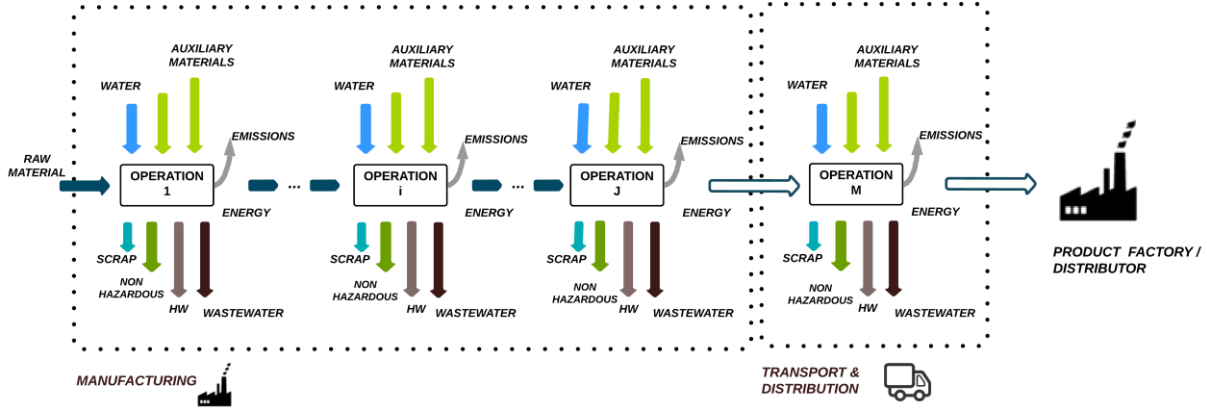 AUXILIARY
MATERIALS
WATER
EMISSIONS
RAW
MATERIAL
OPERATION
1
...
ENERGY
SCRAP
NON
HAZARDOUS
HW
WASTEWATER
AUXILIARY
MATERIALS
WATER
EMISSIONS
OPERATION
i
...
ENERGY
SCRAP
NON
HAZARDOUS
HW
WASTEWATER
AUXILIARY
MATERIALS
WATER
EMISSIONS
OPERATION
J
ENERGY
SCRAP
NON
HAZARDOUS
HW
WASTEWATER
MANUFACTURING
AUXILIARY
MATERIALS
WATER
EMISSIONS
OPERATION
M
ENERGY
SCRAP
NON
HAZARDOUS
HW
WASTEWATER
TRANSPORT &
DISTRIBUTION
PRODUCT FACTORY /
DISTRIBUTOR